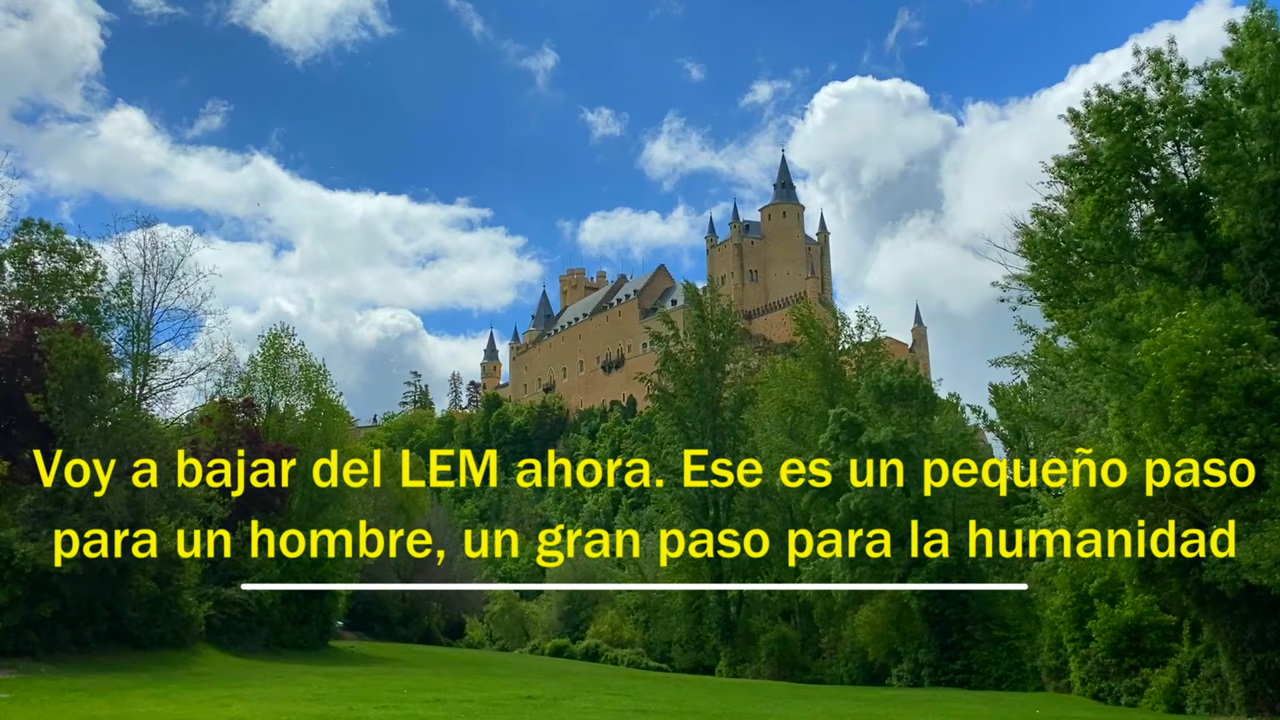 Voy a bajar del LEM ahora. Ese es un pequeño paso
para un hombre, un gran paso para la humanidad